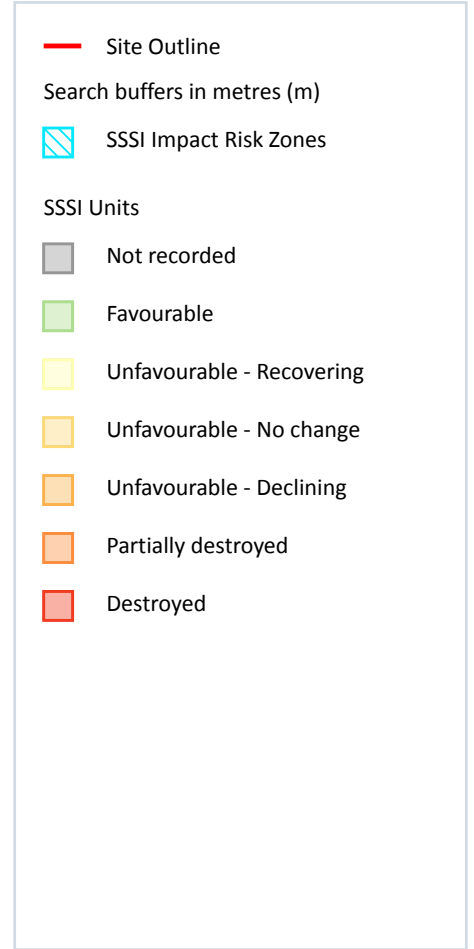 Site Outline
Search buffers in metres (m)
SSSI Impact Risk Zones
SSSI Units
Not recorded
Favourable
Unfavourable - Recovering
Unfavourable - No change
Unfavourable - Declining
Partially destroyed
Destroyed